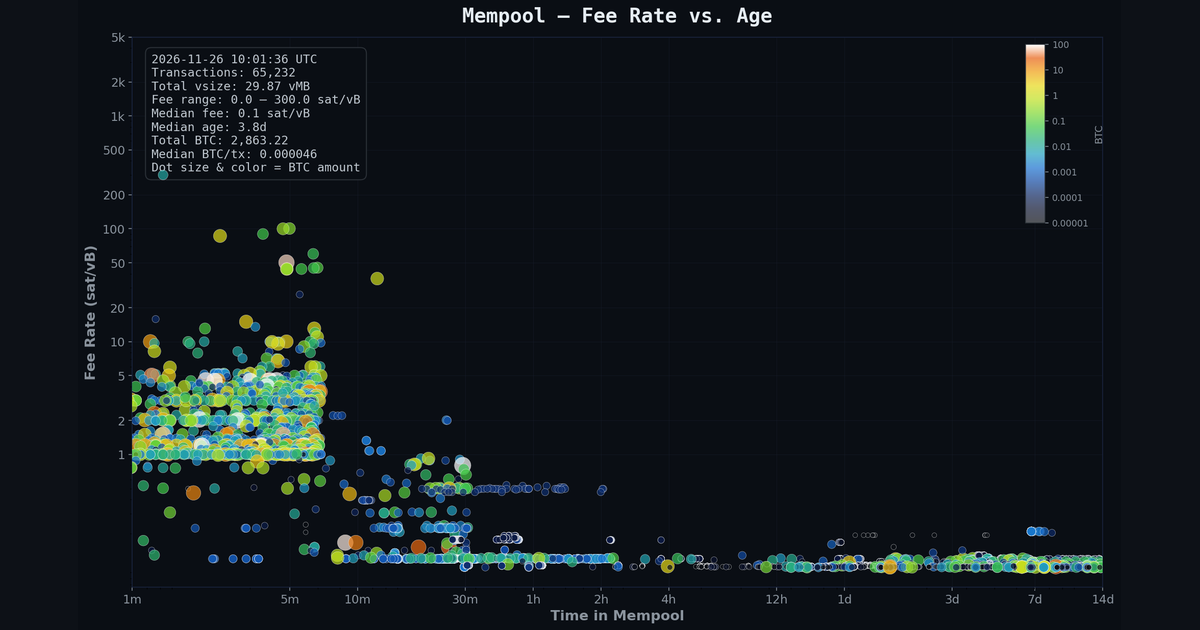 Mempool — Fee Rate vs. Age
2026-11-26 10:01:36 UTC
Transactions: 65,232
Total vsize: 29.87 vMB
Fee range: 0.0 – 300.0 sat/vB
Median fee: 0.1 sat/vB
Median age: 3.8d
Total BTC: 2,863.22
Median BTC/tx: 0.000046
Dot size & color = BTC amount
5k
2k
1k
500
200
100
50
20
10
5
2
1
Fee Rate (sat/vB)
100
10
1
0.1
0.01
0.001
0.0001
0.00001
BTC
1m 5m 10m 30m 1h 2h 4h 12h 1d 3d 7d 14d
Time in Mempool